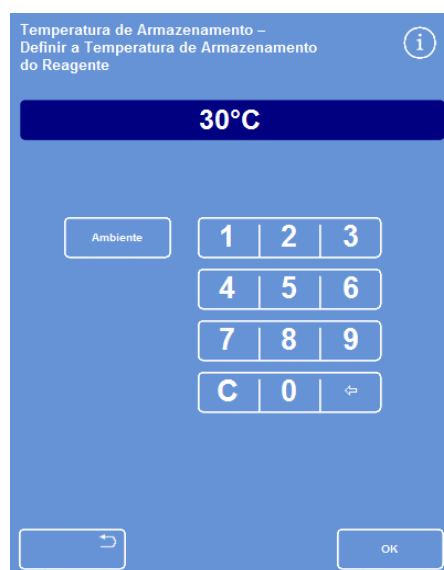 Temperatura de Armazenamento –
Definir a Temperatura de Armazenamento
do Reagente
i
30°C
Ambiente
1 2 3
4 5 6
7 8 9
C 0 ⇦
OK